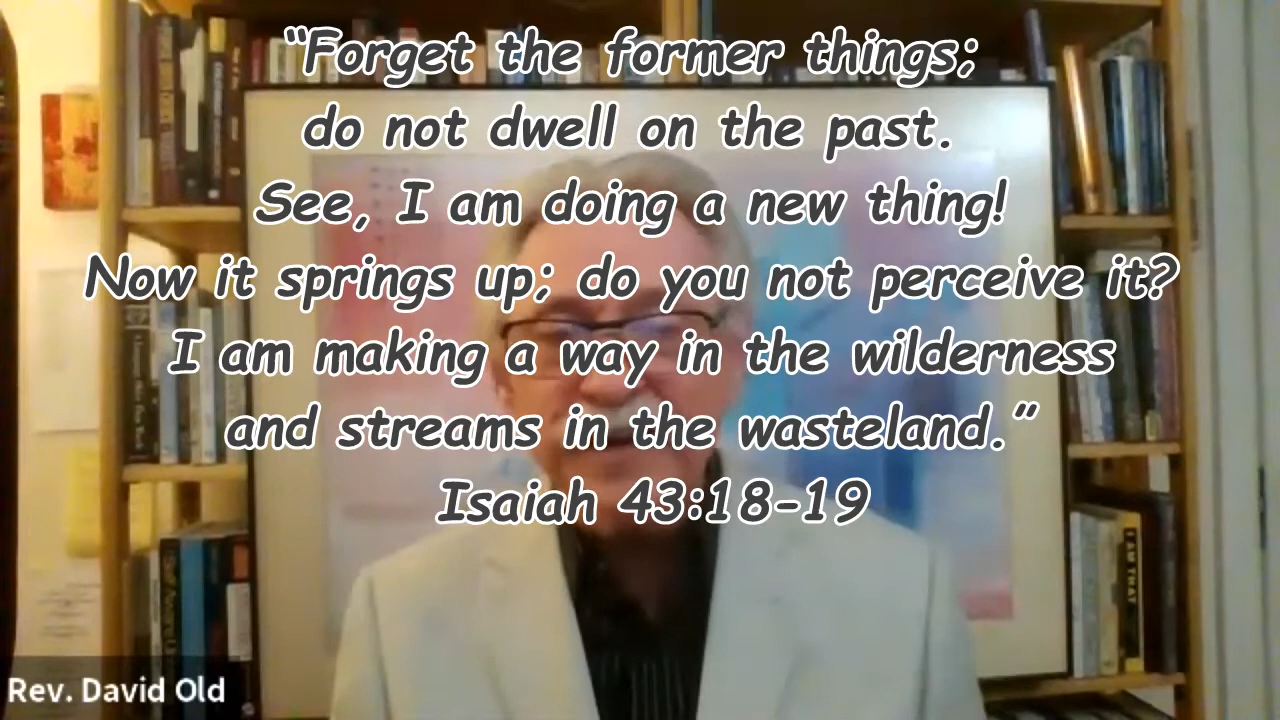 “Forget the former things;
do not dwell on the past.
See, I am doing a new thing!
Now it springs up; do you not perceive it?
I am making a way in the wilderness
and streams in the wasteland.”
Isaiah 43:18-19
I AM THAT
Rev. David Old